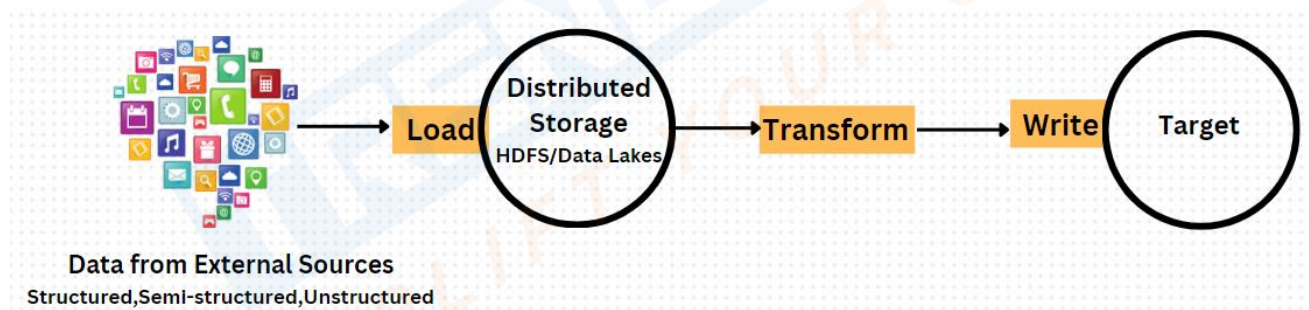 Data from External Sources
Structured,Semi-structured,Unstructured
Load
Distributed
Storage
HDFS/Data Lakes
Transform
Write
Target